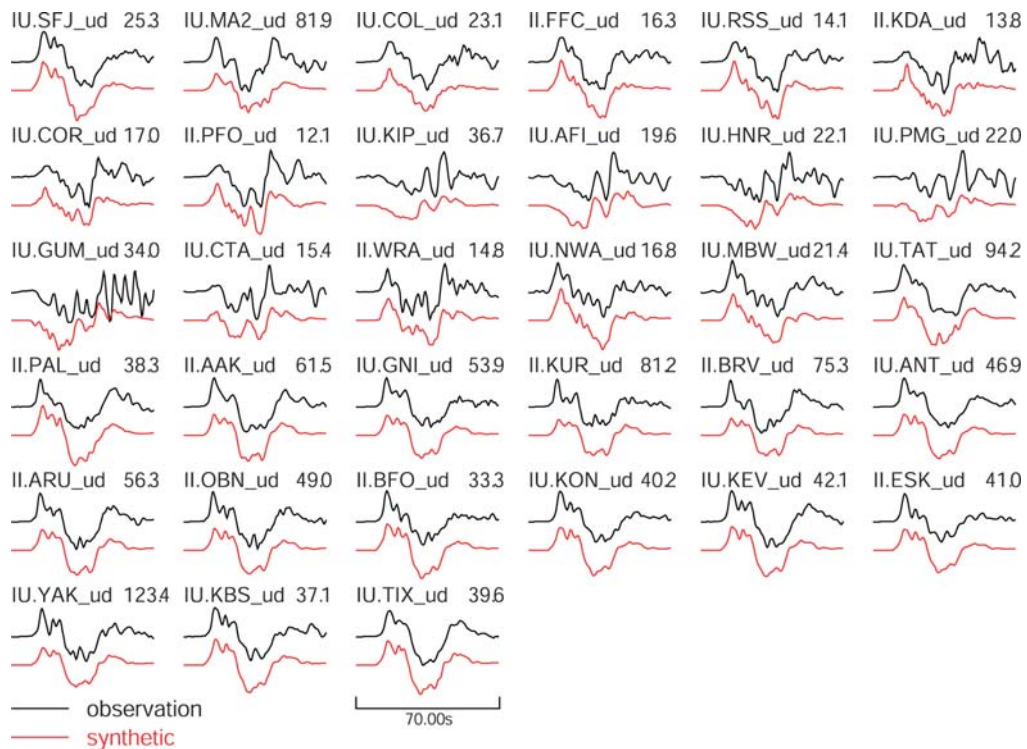 IU.SFJ_ud 25.3 IU.MA2_ud 81.9 IU.COL_ud 23.1 II.FFC_ud 16.3 IU.RSS_ud 14.1 II.KDA_ud 13.8
IU.COR_ud 17.0 II.PFO_ud 12.1 IU.KIP_ud 36.7 IU.AFI_ud 19.6 IU.HNR_ud 22.1 IU.PMG_ud 22.0
IU.GUM_ud 34.0 IU.CTA_ud 15.4 II.WRA_ud 14.8 IU.NWA_ud 16.8 IU.MBW_ud 21.4 IU.TAT_ud 94.2
II.PAL_ud 38.3 II.AAK_ud 61.5 IU.GNI_ud 53.9 II.KUR_ud 81.2 II.BRV_ud 75.3 IU.ANT_ud 46.9
II.ARU_ud 56.3 II.OBN_ud 49.0 II.BFO_ud 33.3 IU.KON_ud 40.2 IU.KEV_ud 42.1 II.ESK_ud 41.0
IU.YAK_ud 123.4 IU.KBS_ud 37.1 IU.TIX_ud 39.6
observation
70.00s
synthetic